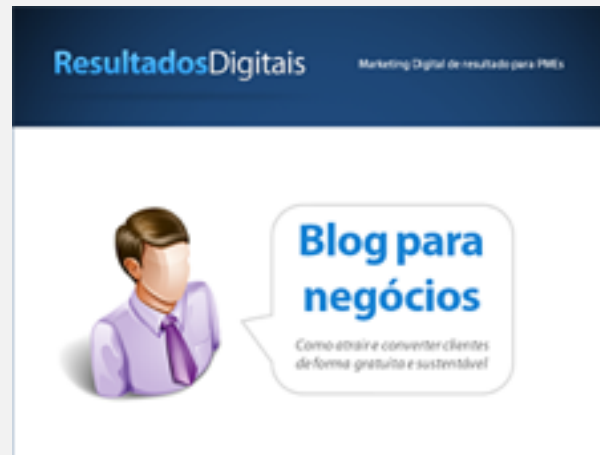 ResultadosDigitais
Marketing Digital de resultado para PMEs
Blog para
negócios
Como atrair e converter clientes
de forma gratuita e sustentável